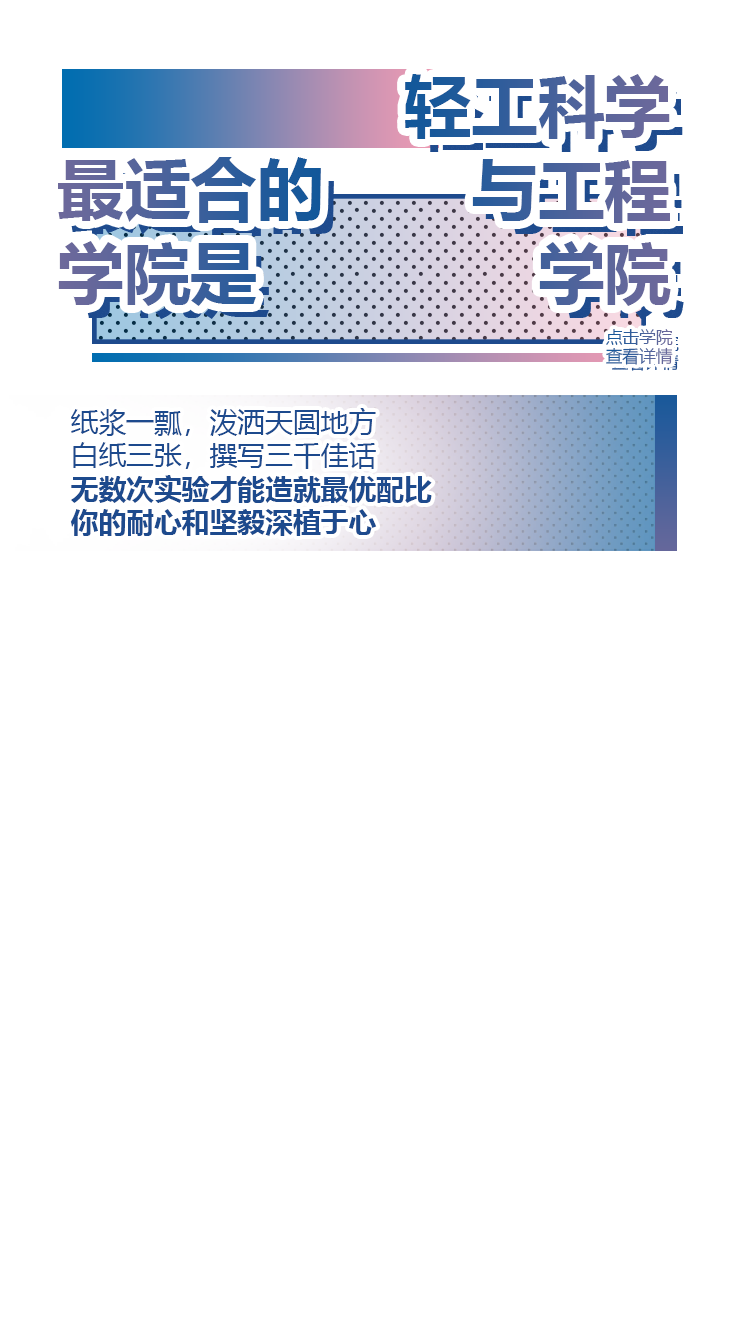 最适合的
学院是
轻工科学
与工程
学院
点击学院
查看详情
纸浆一瓢，泼洒天圆地方
白纸三张，撰写三千佳话
无数次实验才能造就最优配比
你的耐心和坚毅深植于心